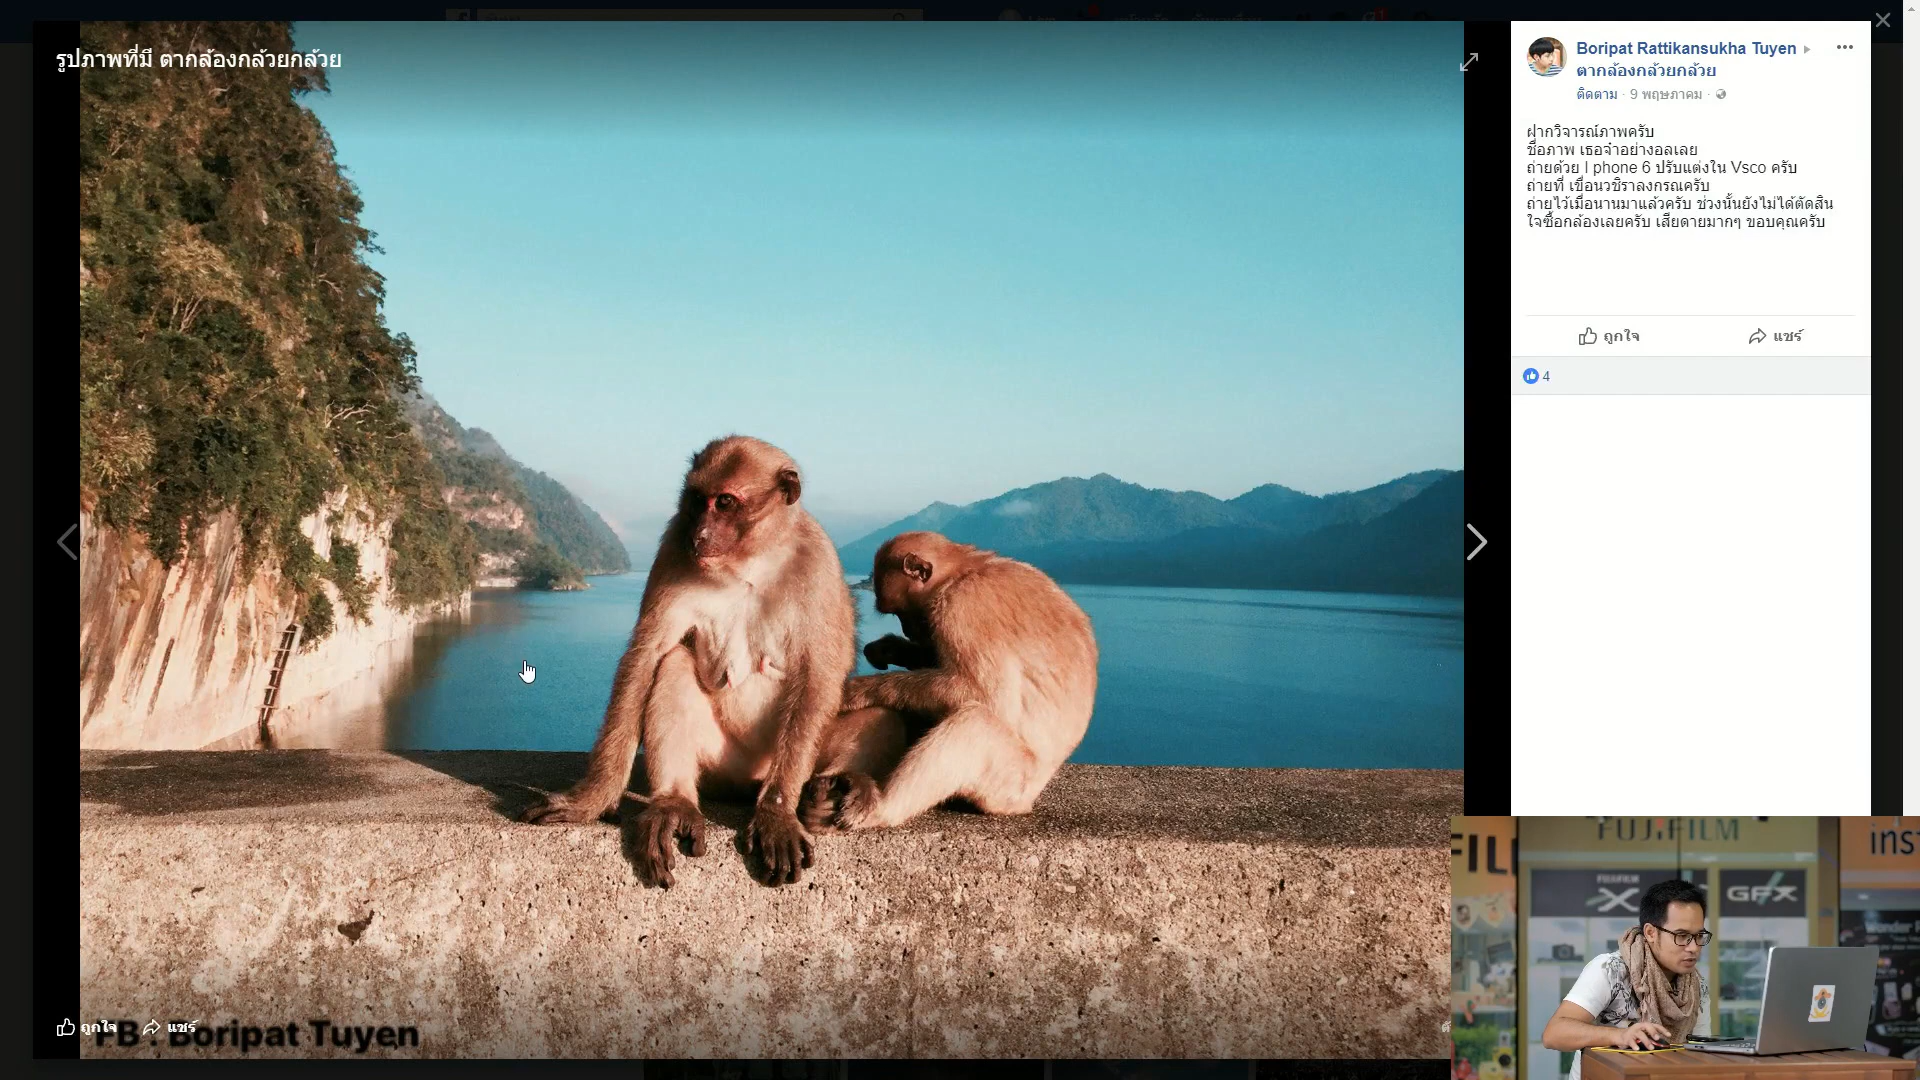 รูปภาพที่มี ตากล้องกล้วยกล้วย
Boripat Rattikansukha Tuyen
ตากล้องกล้วยกล้วย
ติดตาม · 9 พฤษภาคม ·
ฝากวิจารณ์ภาพครับ
ชื่อภาพ เธอจ๋าอย่างอลเลย
ถ่ายด้วย I phone 6 ปรับแต่งใน Vsco ครับ
ถ่ายที่ เขื่อนวชิราลงกรณครับ
ถ่ายไว้เมื่อนานมาแล้วครับ ช่วงนั้นยังไม่ได้ตัดสิน
ใจซื้อกล้องเลยครับ เสียดายมากๆ ขอบคุณครับ
ถูกใจ แชร์
4
FUJIFILM
FUJIFILM
X
GFX
ถูกใจ แชร์
FB : Boripat Tuyen